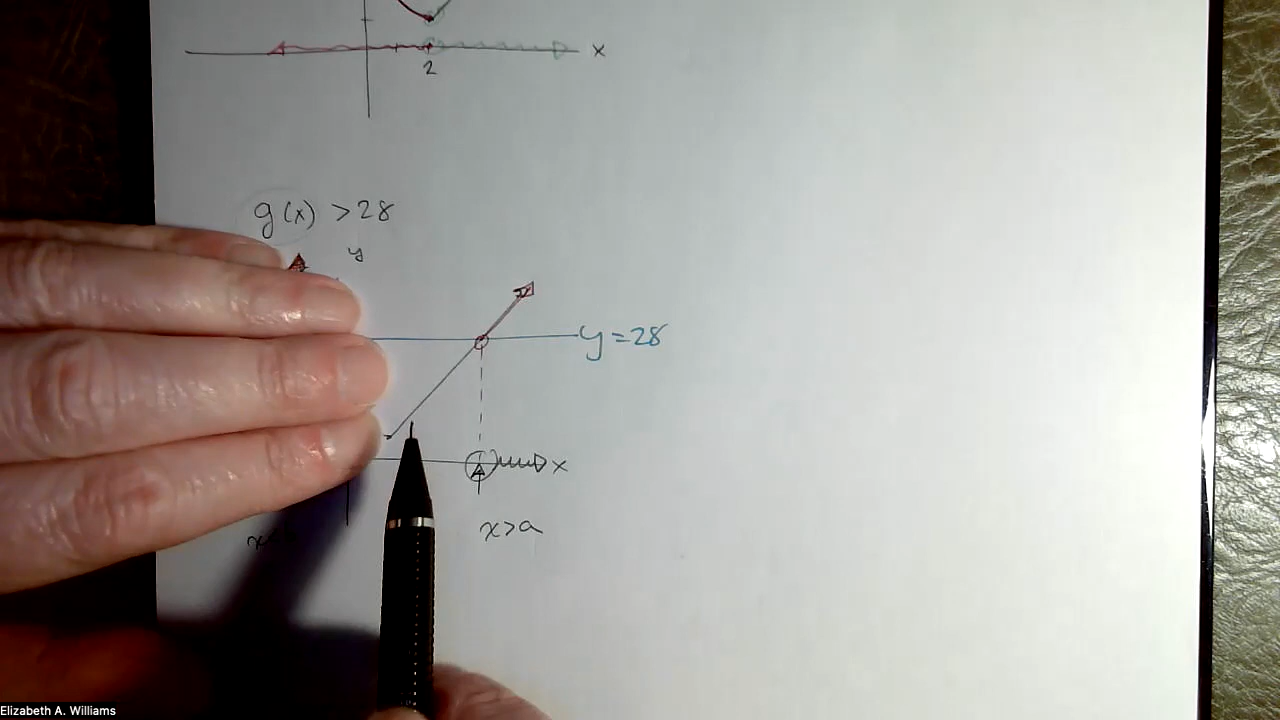 x
2
g(x) >28
y
y=28
x
x>a
Elizabeth A. Williams